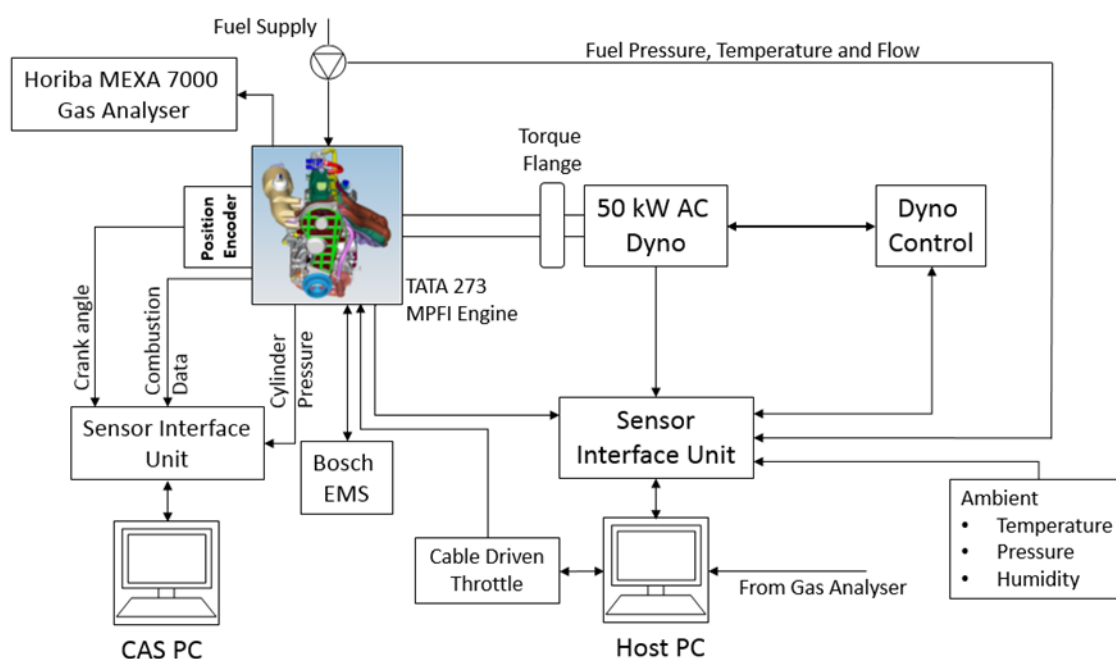 Fuel Supply
Fuel Pressure, Temperature and Flow
Horiba MEXA 7000
Gas Analyser
Torque
Flange
Position
Encoder
50 kW AC
Dyno
Dyno
Control
TATA 273
MPFI Engine
Crank angle
Combustion
Data
Cylinder
Pressure
Sensor Interface
Unit
Bosch
EMS
Sensor
Interface Unit
Ambient
• Temperature
• Pressure
• Humidity
Cable Driven
Throttle
From Gas Analyser
CAS PC
Host PC